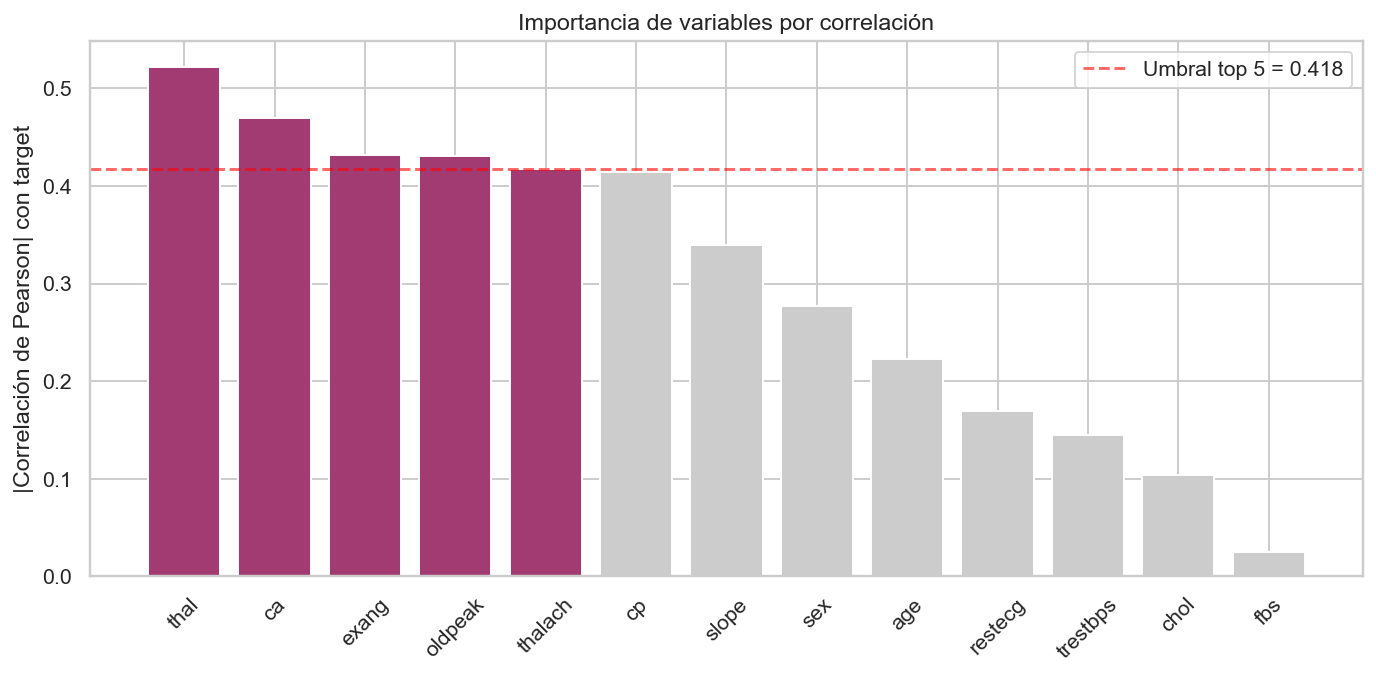 Importancia de variables por correlación
Umbral top 5 = 0.418
|Correlación de Pearson| con target
0.5
0.4
0.3
0.2
0.1
0.0
thal
ca
exang
oldpeak
thalach
cp
slope
sex
age
restecg
trestbps
chol
fbs